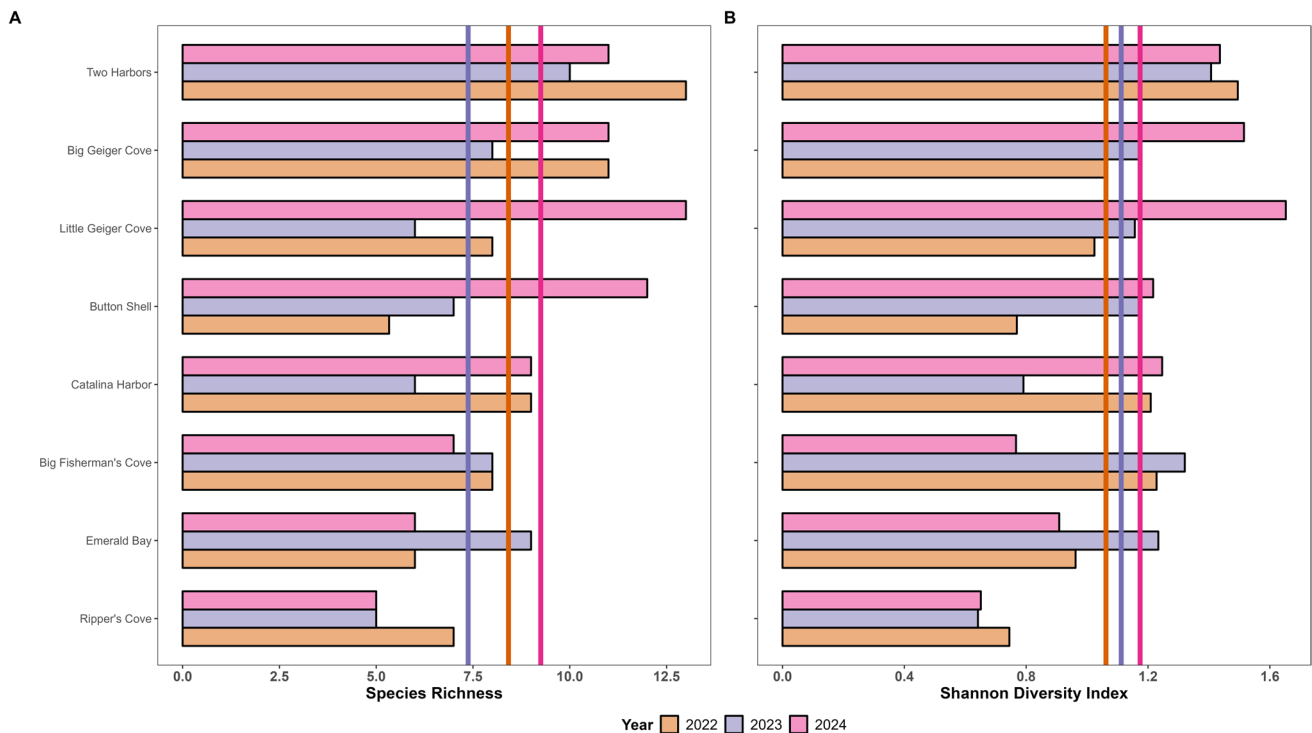 A
B
Two Harbors
Big Geiger Cove
Little Geiger Cove
Button Shell
Catalina Harbor
Big Fisherman's Cove
Emerald Bay
Ripper's Cove
0.0 2.5 5.0 7.5 10.0 12.5
0.0 0.4 0.8 1.2 1.6
Species Richness
Shannon Diversity Index
Year 2022 2023 2024